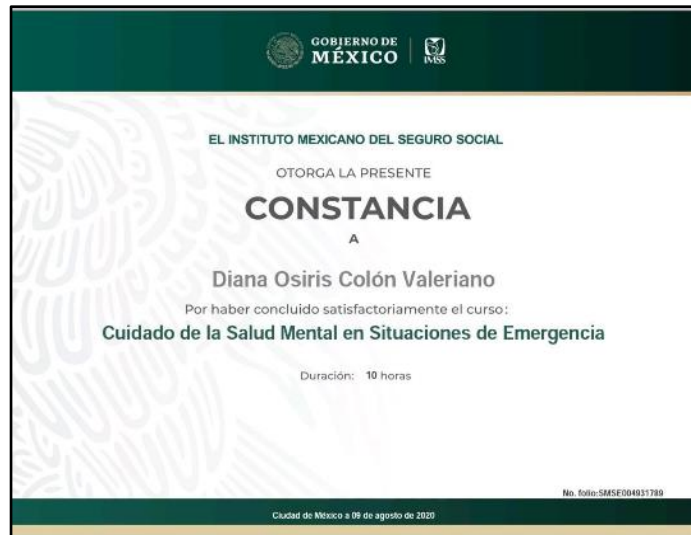 GOBIERNO DE
MÉXICO
IMSS
EL INSTITUTO MEXICANO DEL SEGURO SOCIAL
OTORGA LA PRESENTE
CONSTANCIA
A
Diana Osiris Colón Valeriano
Por haber concluido satisfactoriamente el curso:
Cuidado de la Salud Mental en Situaciones de Emergencia
Duración: 10 horas
No. folio:SMSE004931789
Ciudad de México a 09 de agosto de 2020